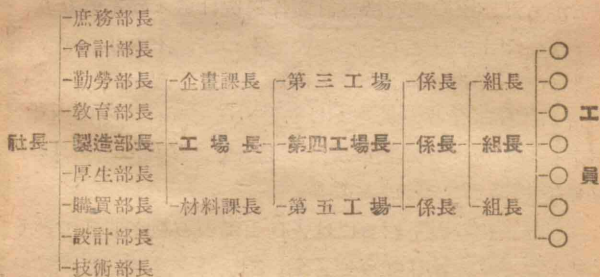 庶務部長
會計部長
勤勞部長 企畫課長 第三工場 係長 組長 ○
敎育部長
社長 製造部長 工場長 第四工場長 係長 組長 ○ 工員
厚生部長
購買部長 材料課長 第五工場 係長 組長 ○
設計部長
技術部長